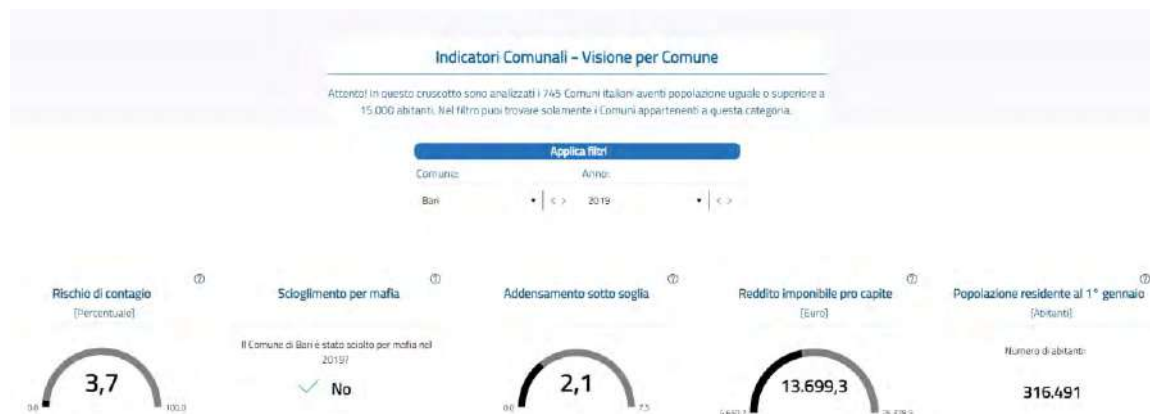 Indicatori Comunali – Visione per Comune
Attento! In questo cruscotto sono analizzati i 745 Comuni italiani aventi popolazione uguale o superiore a
15.000 abitanti. Nel filtro puoi trovare solamente i Comuni appartenenti a questa categoria.
Applica filtri
Comune: Anno:
Bari < > 2019 < >
Rischio di contagio
[Percentuale]
3,7
0.0 100.0
Scioglimento per mafia
Il Comune di Bari è stato sciolto per mafia nel
2019?
No
Addensamento sotto soglia
2,1
0.0 7.3
Reddito imponibile pro capite
[Euro]
13.699,3
Popolazione residente al 1° gennaio
[Abitanti]
Numero di abitanti:
316.491